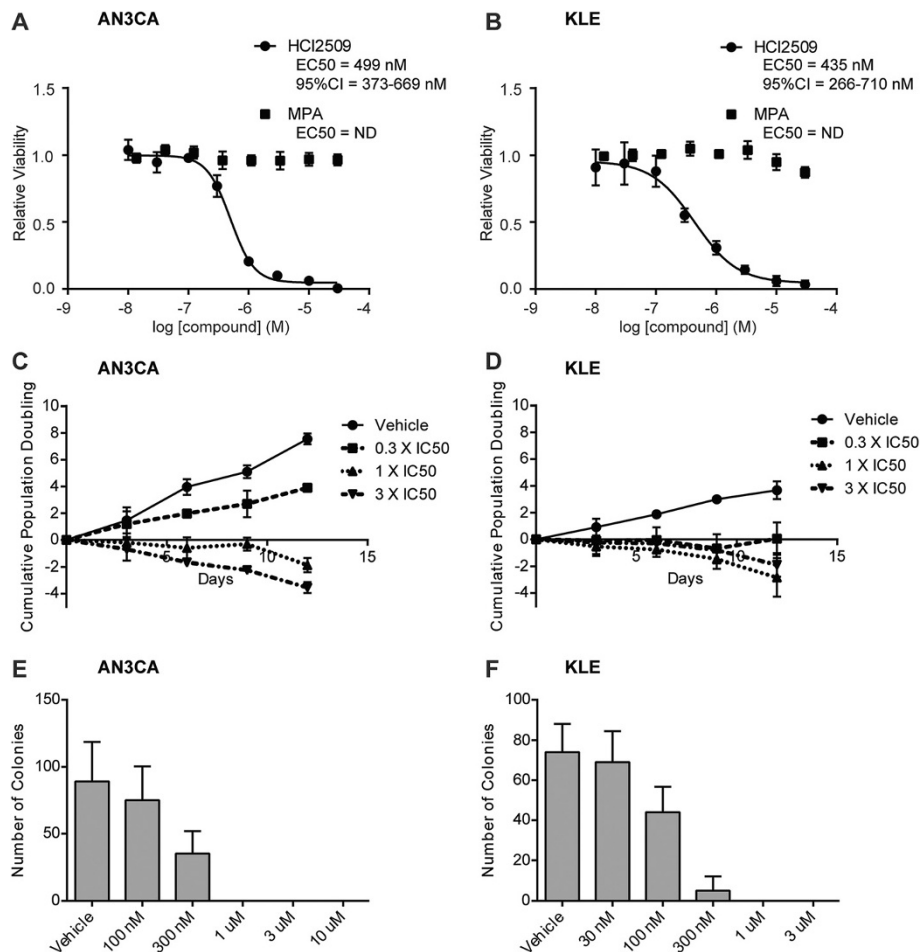 A
AN3CA
HCI2509
EC50 = 499 nM
95%CI = 373-669 nM
MPA
EC50 = ND
Relative Viability
1.5
1.0
0.5
0.0
-9 -8 -7 -6 -5 -4
log [compound] (M)
B
KLE
HCI2509
EC50 = 435 nM
95%CI = 266-710 nM
MPA
EC50 = ND
Relative Viability
1.5
1.0
0.5
0.0
-9 -8 -7 -6 -5 -4
log [compound] (M)
C
AN3CA
Cumulative Population Doubling
10
8
6
4
2
0
-2
-4
5 10 15
Days
Vehicle
0.3 X IC50
1 X IC50
3 X IC50
D
KLE
Cumulative Population Doubling
10
8
6
4
2
0
-2
-4
5 10 15
Days
Vehicle
0.3 X IC50
1 X IC50
3 X IC50
E
AN3CA
Number of Colonies
150
100
50
0
Vehicle 100 nM 300 nM 1 uM 3 uM 10 uM
F
KLE
Number of Colonies
100
80
60
40
20
0
Vehicle 30 nM 100 nM 300 nM 1 uM 3 uM